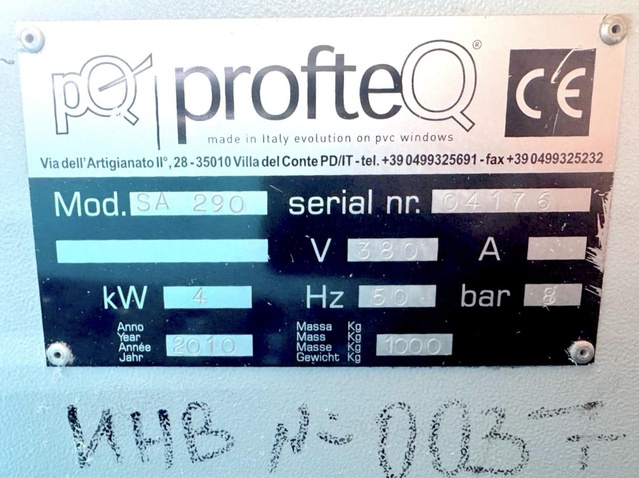 pQ profteQ® CE
made in Italy evolution on pvc windows
Via dell'Artigianato II°, 28 - 35010 Villa del Conte PD/IT - tel. +39 0499325691 - fax +39 0499325232
Mod. SA 290 serial nr. 04176
V 380 A
kW 4 Hz 50 bar 8
Anno Massa Kg
Year Mass Kg
Année Masse Kg
Jahr Gewicht Kg
2010 1000
ИНВ № 003 Т